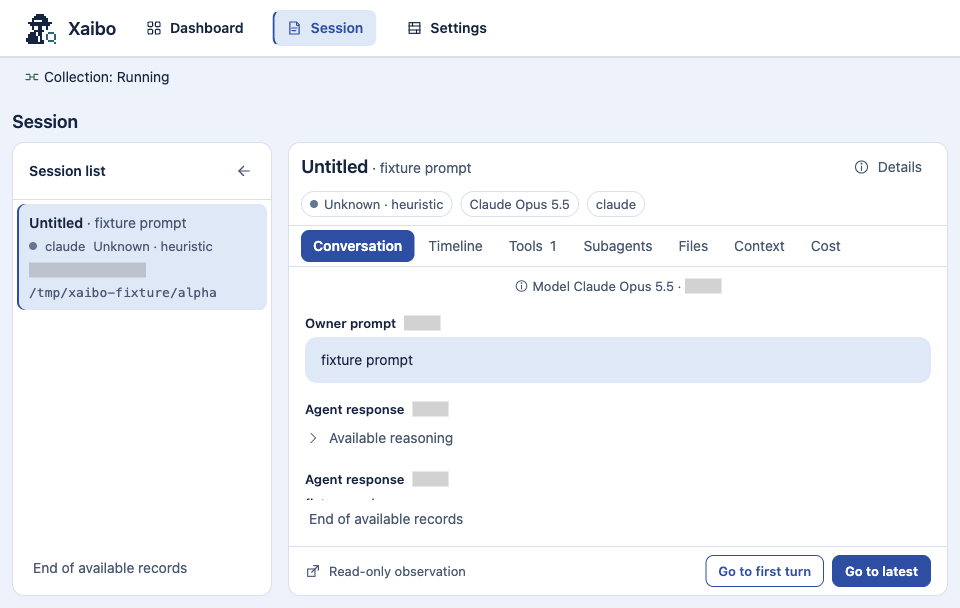 Xaibo
Dashboard
Session
Settings
Collection: Running
Session
Session list
Untitled · fixture prompt
claude Unknown · heuristic
/tmp/xaibo-fixture/alpha
End of available records
Untitled · fixture prompt
Details
Unknown · heuristic
Claude Opus 5.5
claude
Conversation
Timeline
Tools 1
Subagents
Files
Context
Cost
Model Claude Opus 5.5 ·
Owner prompt
fixture prompt
Agent response
Available reasoning
Agent response
End of available records
Read-only observation
Go to first turn
Go to latest